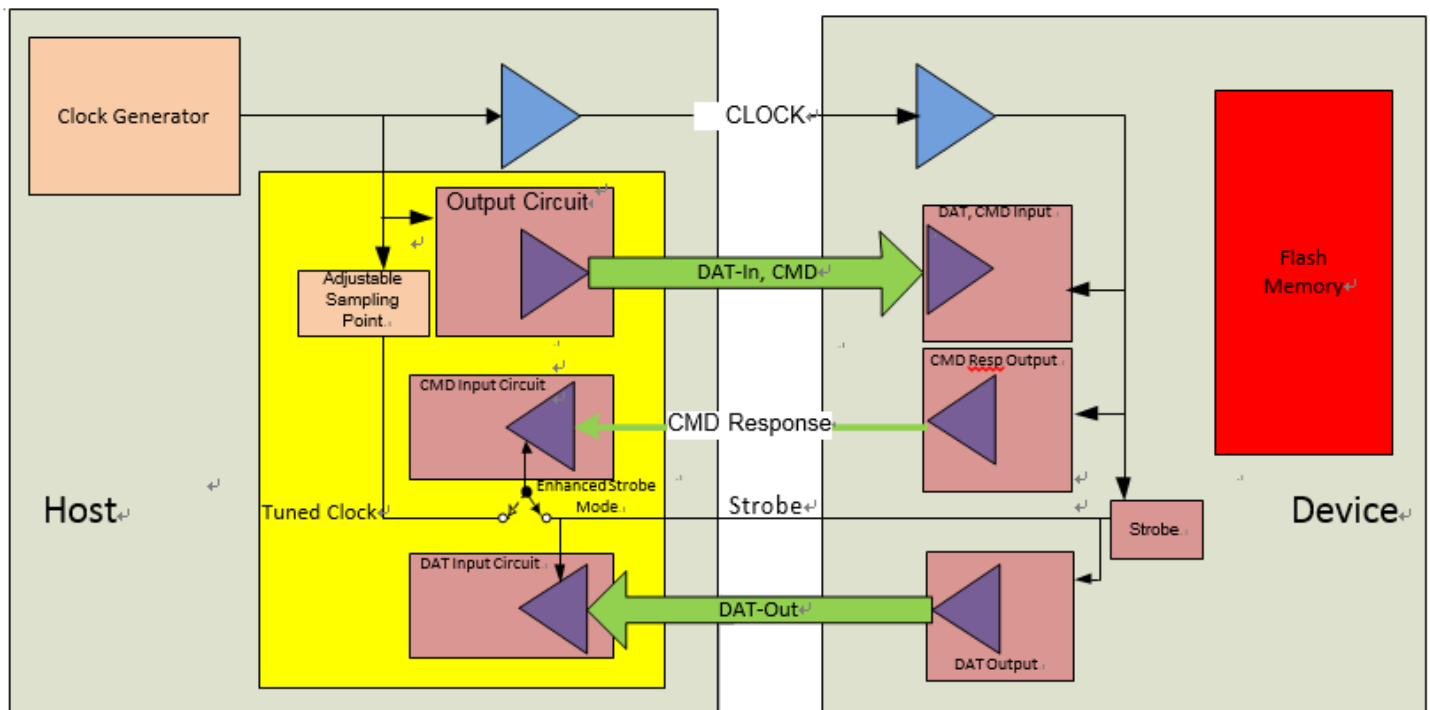 Clock Generator
CLOCK
Output Circuit
DAT, CMD Input
Adjustable
Sampling
Point
DAT-In, CMD
Flash
Memory
CMD Input Circuit
CMD Resp Output
CMD Response
Enhanced Strobe
Mode
Host
Tuned Clock
Strobe
Strobe
Device
DAT Input Circuit
DAT-Out
DAT Output